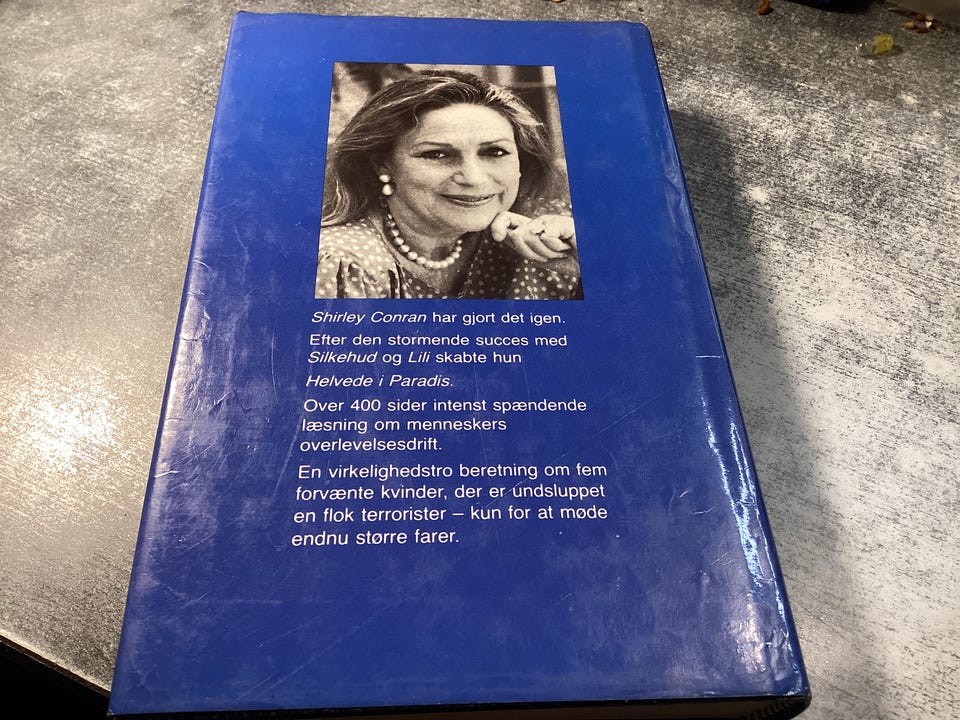 Shirley Conran har gjort det igen.
Efter den stormende succes med
Silkehud og Lili skabte hun
Helvede i Paradis.
Over 400 sider intenst spændende
læsning om menneskers
overlevelsesdrift.
En virkelighedstro beretning om fem
forvænte kvinder, der er undsluppet
en flok terrorister – kun for at møde
endnu større farer.